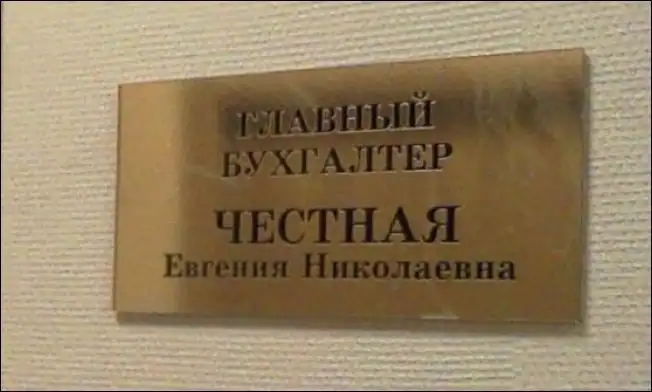 ГЛАВНЫЙ
БУХГАЛТЕР
ЧЕСТНАЯ
Евгения Николаевна